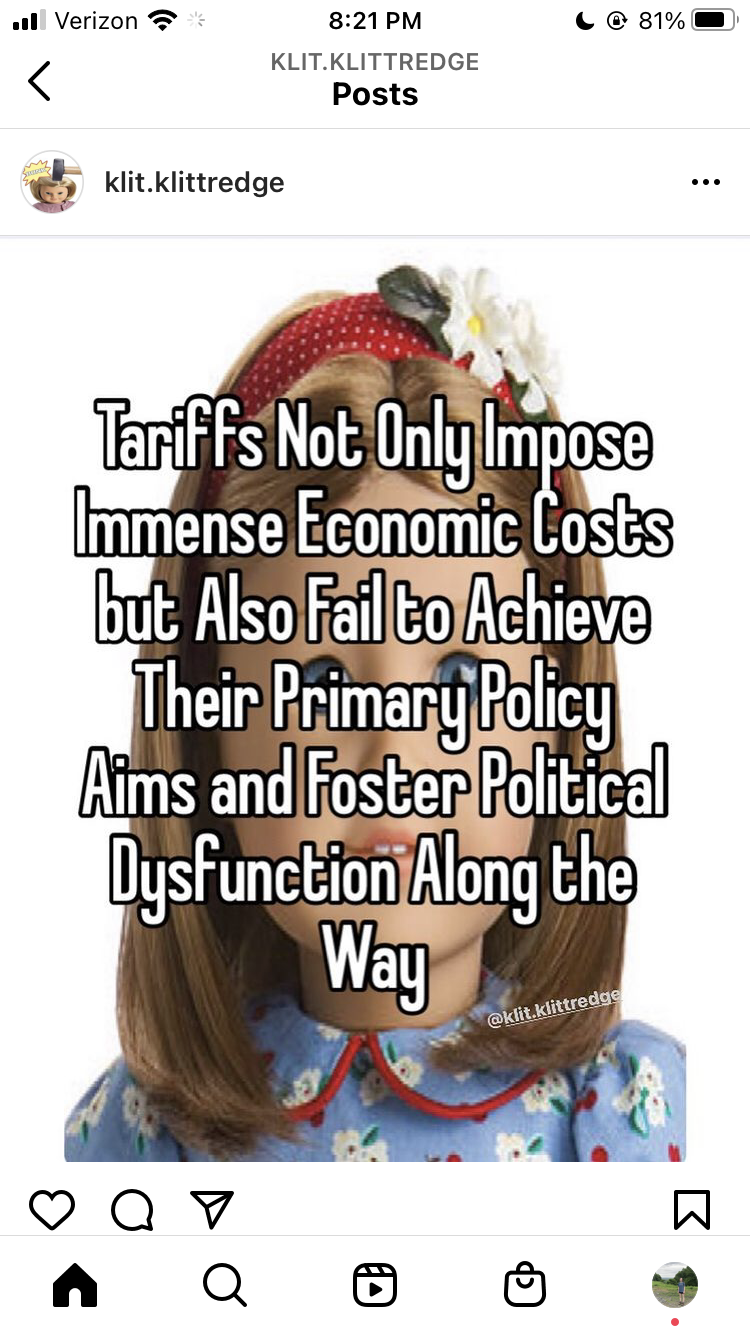 Verizon 8:21 PM 81%
KLIT.KLITTREDGE
Posts
klit.klittredge
Tariffs Not Only Impose
Immense Economic Costs
but Also Fail to Achieve
Their Primary Policy
Aims and Foster Political
Dysfunction Along the
Way
@klit.klittredge